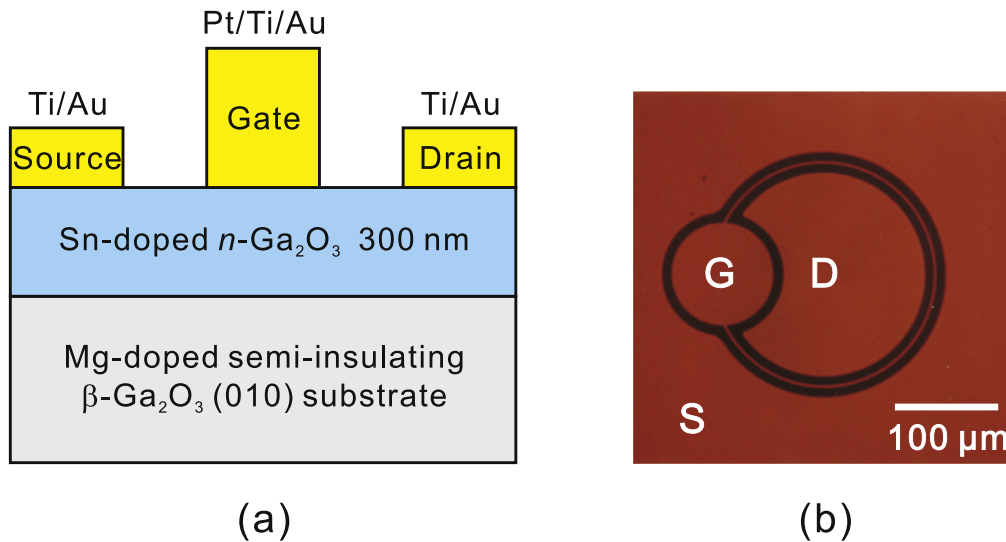 Pt/Ti/Au
Ti/Au
Gate
Ti/Au
Source
Drain
Sn-doped n-Ga₂O₃ 300 nm
Mg-doped semi-insulating
β-Ga₂O₃ (010) substrate
(a)
G
D
S
100 μm
(b)